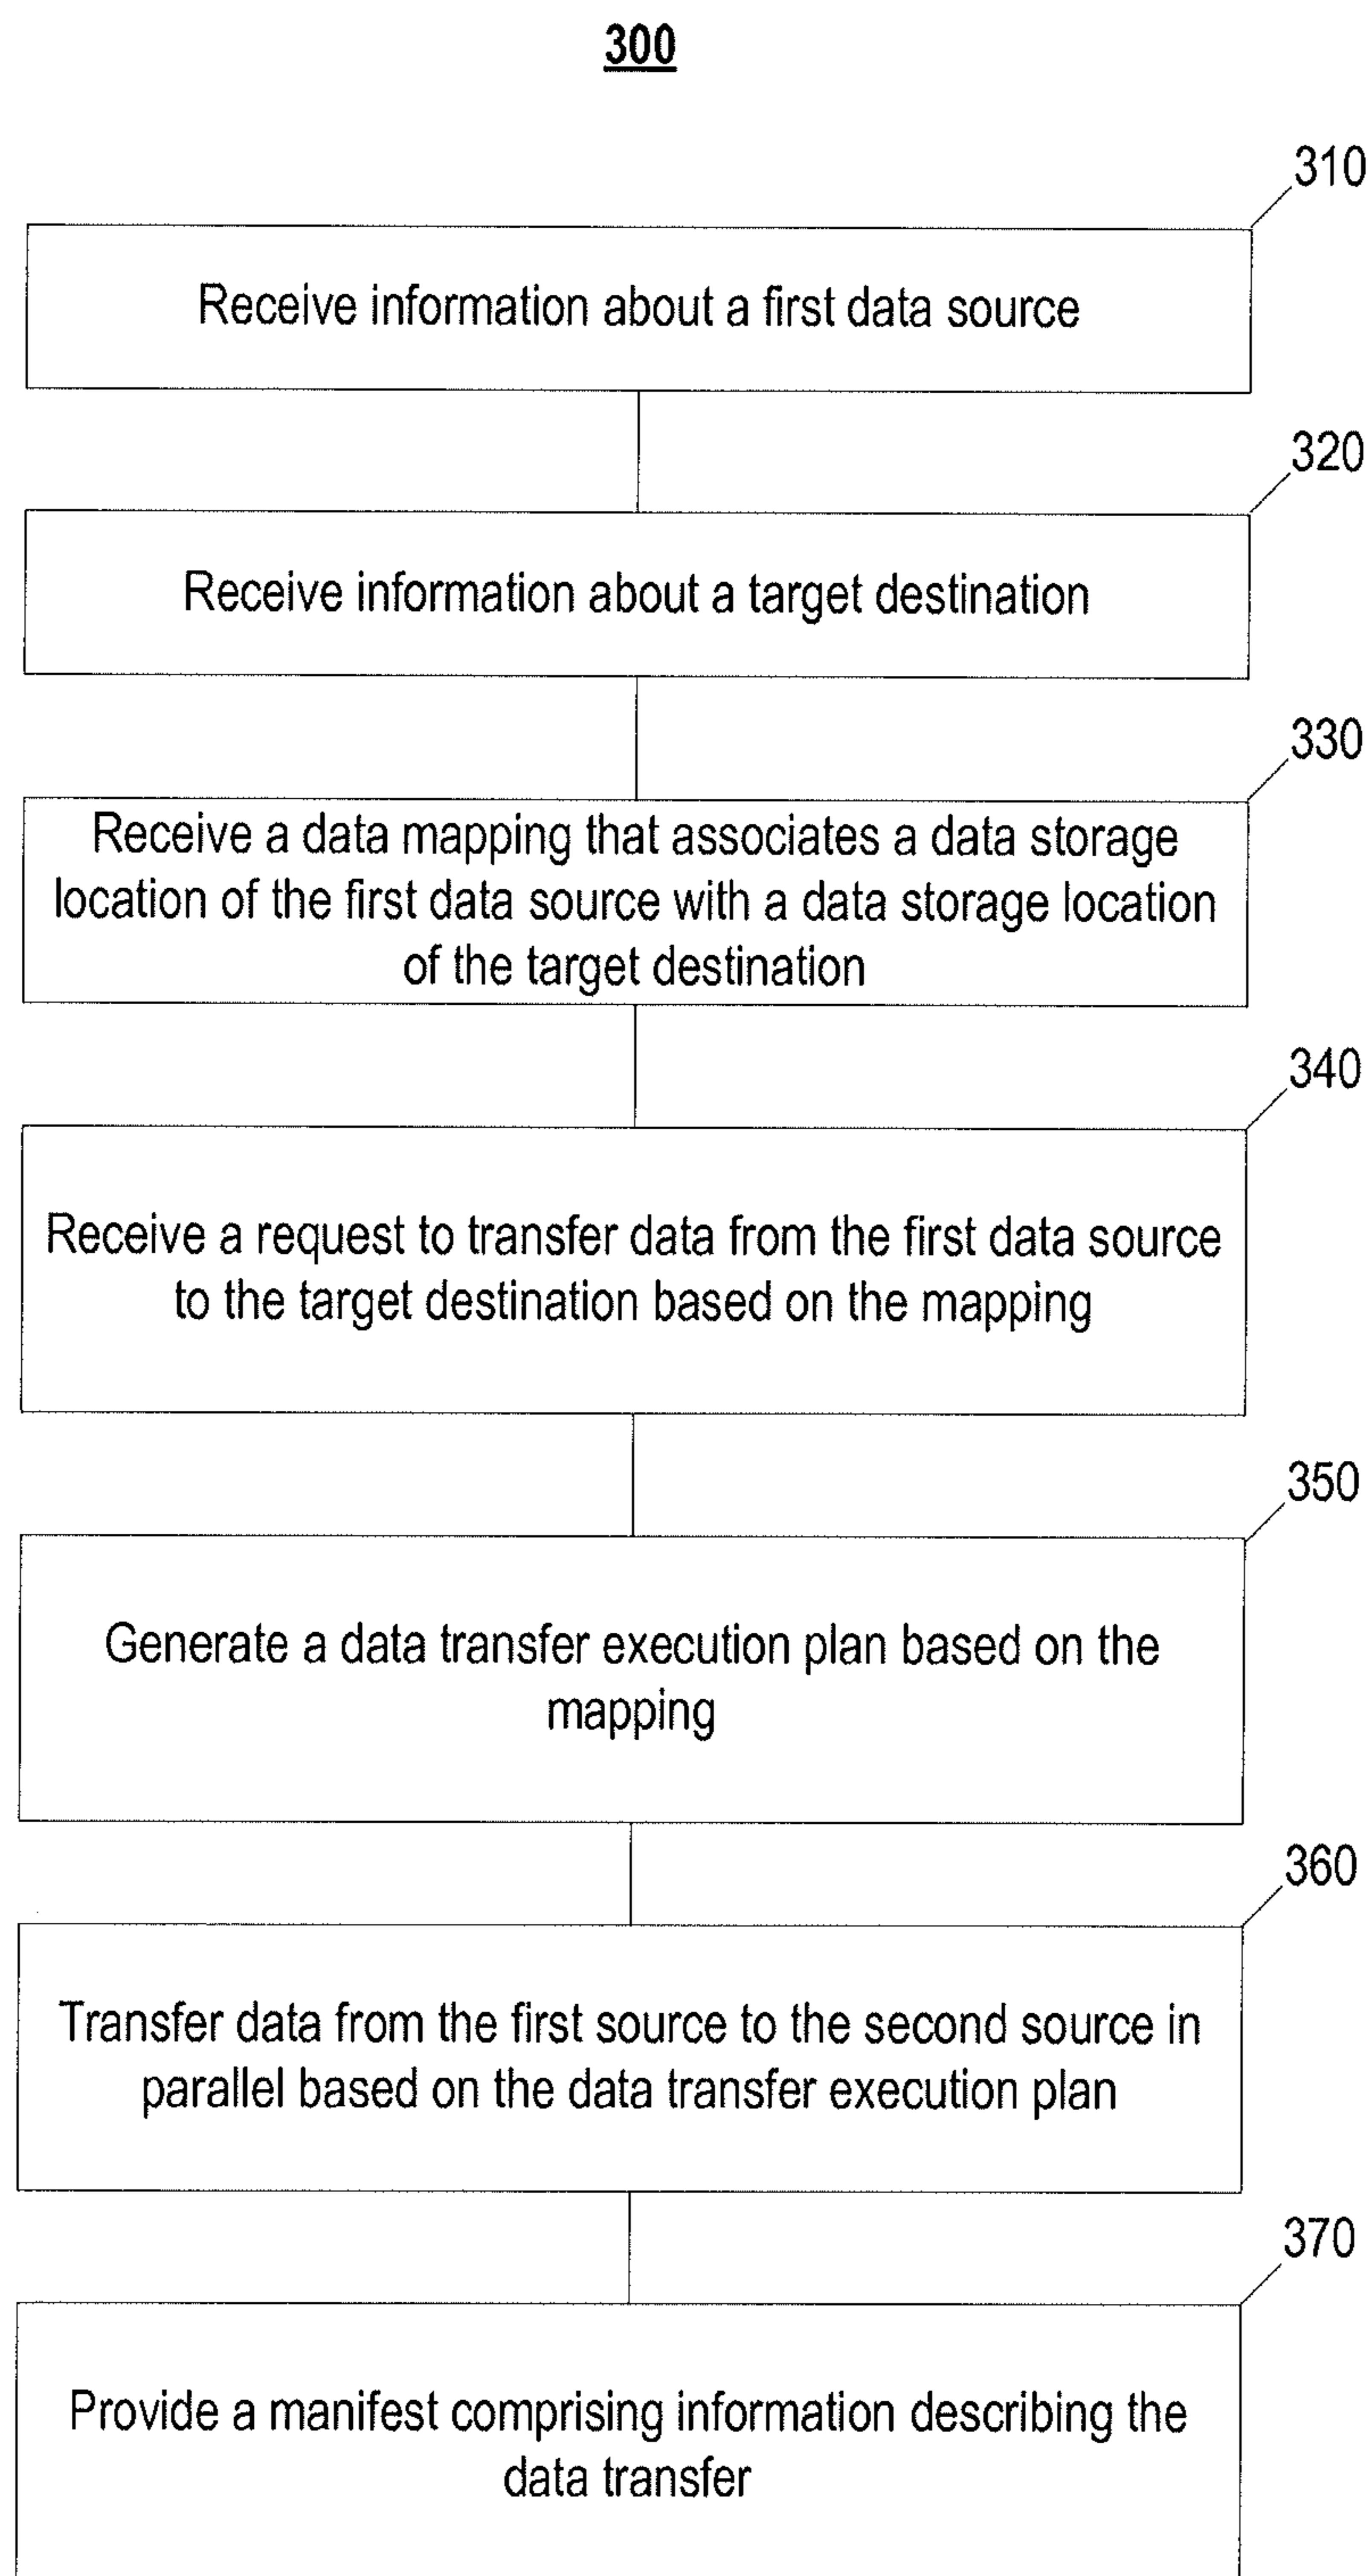 300
310
Receive information about a first data source
320
Receive information about a target destination
330
Receive a data mapping that associates a data storage
location of the first data source with a data storage location
of the target destination
340
Receive a request to transfer data from the first data source
to the target destination based on the mapping
350
Generate a data transfer execution plan based on the
mapping
360
Transfer data from the first source to the second source in
parallel based on the data transfer execution plan
370
Provide a manifest comprising information describing the
data transfer